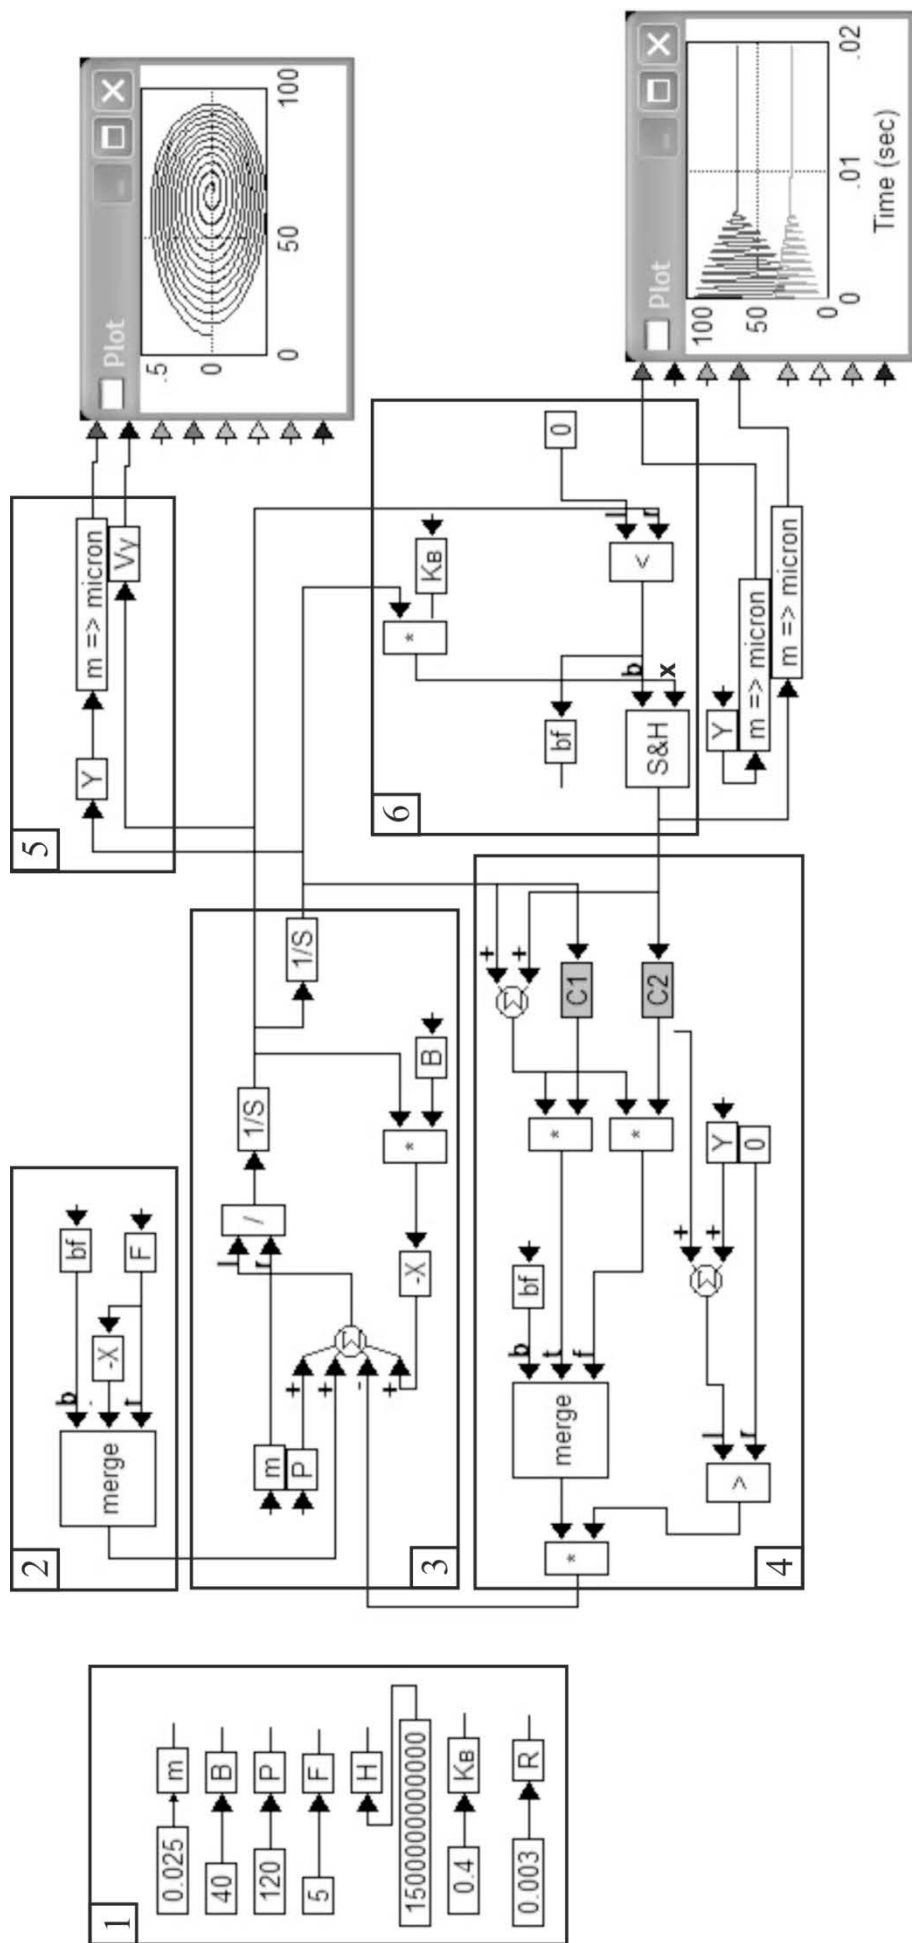 1
0.025 m
40 B
120 P
5 F
H
1500000000000
0.4 Kв
0.003 R
2
merge
b
t
-X
bf
F
3
m
P
+
+
-
+
l
r
/
1/S
1/S
*
B
-X
Σ
4
*
merge
b
t
f
bf
*
*
Σ
+
+
C1
C2
>
l
r
Σ
+
+
Y
0
5
Y
m => micron
Vy
6
bf
S&H
b
x
*
Kв
<
l
r
0
Y
m => micron
m => micron
Plot
.5
0
0
50
100
Plot
100
50
0
0
.01
.02
Time (sec)